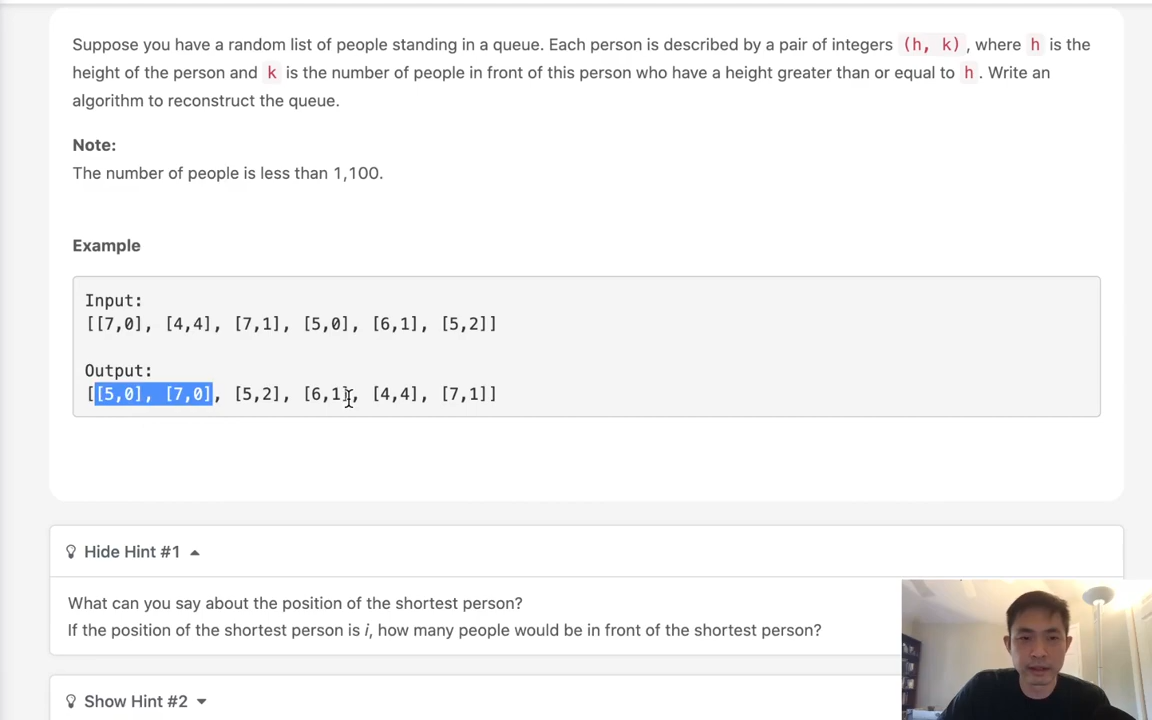 Suppose you have a random list of people standing in a queue. Each person is described by a pair of integers (h, k), where h is the
height of the person and k is the number of people in front of this person who have a height greater than or equal to h. Write an
algorithm to reconstruct the queue.
Note:
The number of people is less than 1,100.
Example
Input:
[[7,0], [4,4], [7,1], [5,0], [6,1], [5,2]]
Output:
[[5,0], [7,0], [5,2], [6,1], [4,4], [7,1]]
Hide Hint #1
What can you say about the position of the shortest person?
If the position of the shortest person is i, how many people would be in front of the shortest person?
Show Hint #2